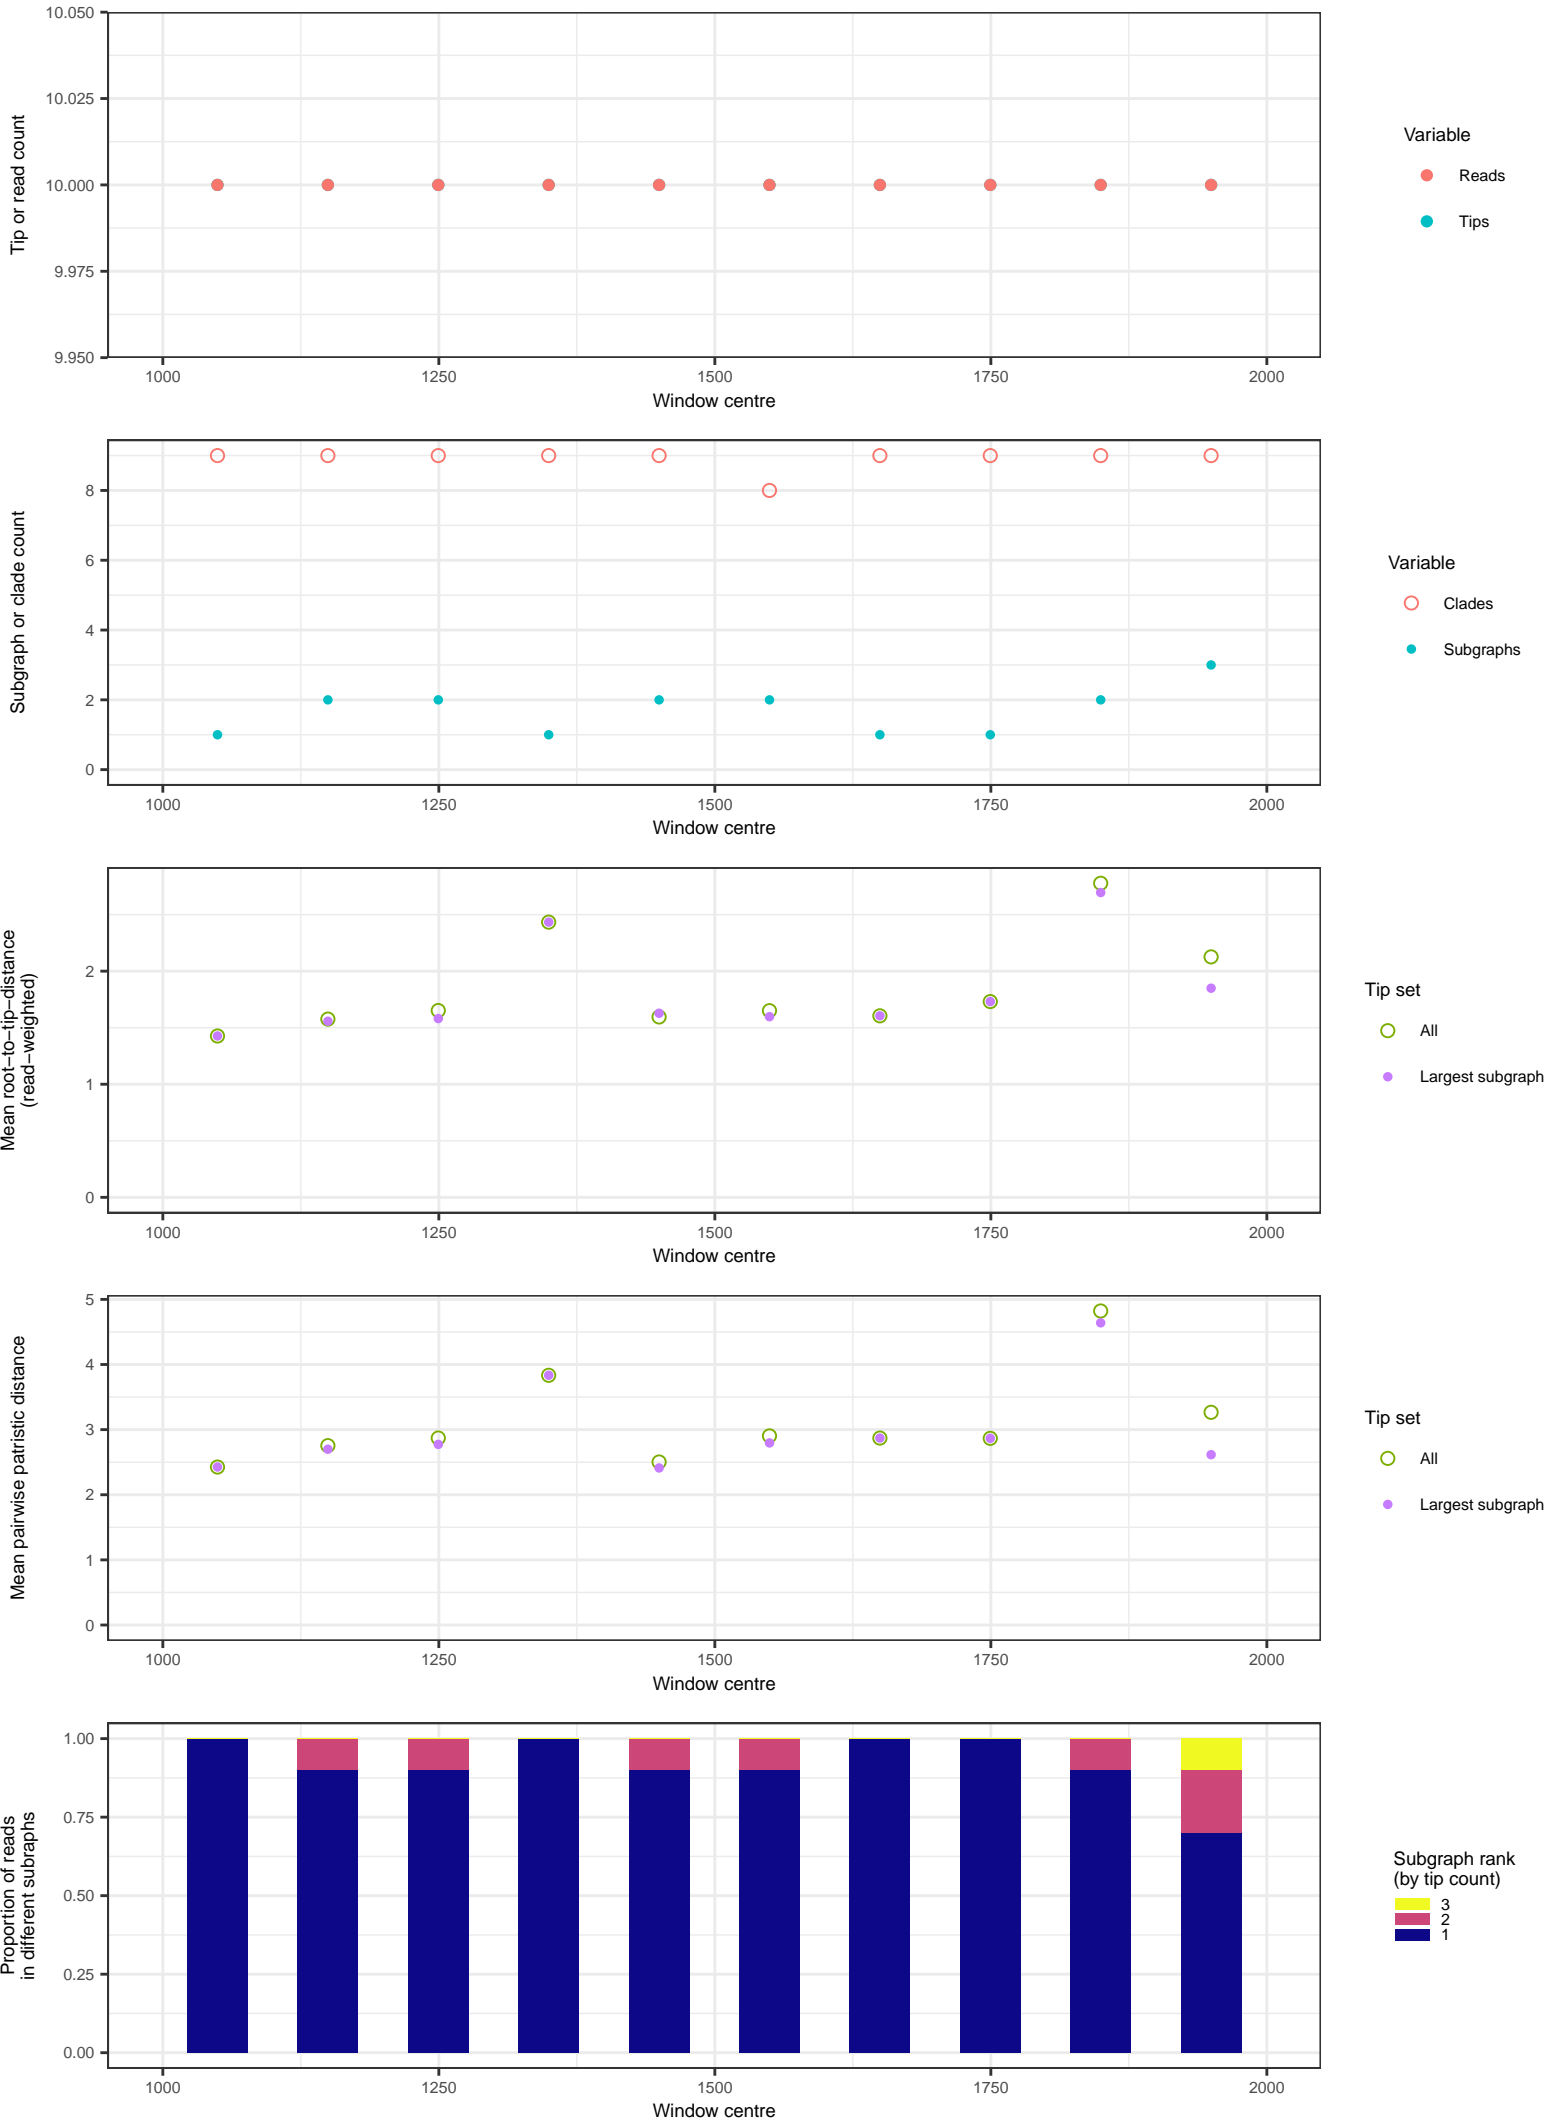 10.050
10.025
10.000
9.975
9.950
Tip or read count
1000 1250 1500 1750 2000
Window centre
Variable
Reads
Tips
8
6
4
2
0
Subgraph or clade count
1000 1250 1500 1750 2000
Window centre
Variable
Clades
Subgraphs
2
1
0
Mean root−to−tip−distance
(read−weighted)
1000 1250 1500 1750 2000
Window centre
Tip set
All
Largest subgraph
5
4
3
2
1
0
Mean pairwise patristic distance
1000 1250 1500 1750 2000
Window centre
Tip set
All
Largest subgraph
1.00
0.75
0.50
0.25
0.00
Proportion of reads
in different subraphs
1000 1250 1500 1750 2000
Window centre
Subgraph rank
(by tip count)
3
2
1